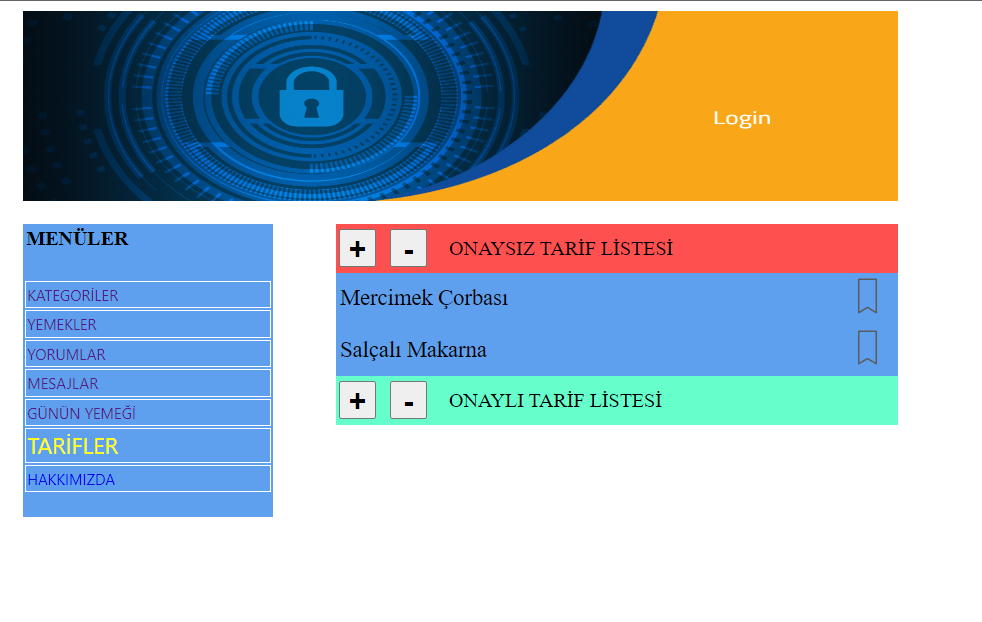 Login
MENÜLER
KATEGORİLER
YEMEKLER
YORUMLAR
MESAJLAR
GÜNÜN YEMEĞİ
TARİFLER
HAKKIMIZDA
+ - ONAYSIZ TARİF LİSTESİ
Mercimek Çorbası
Salçalı Makarna
+ - ONAYLI TARİF LİSTESİ